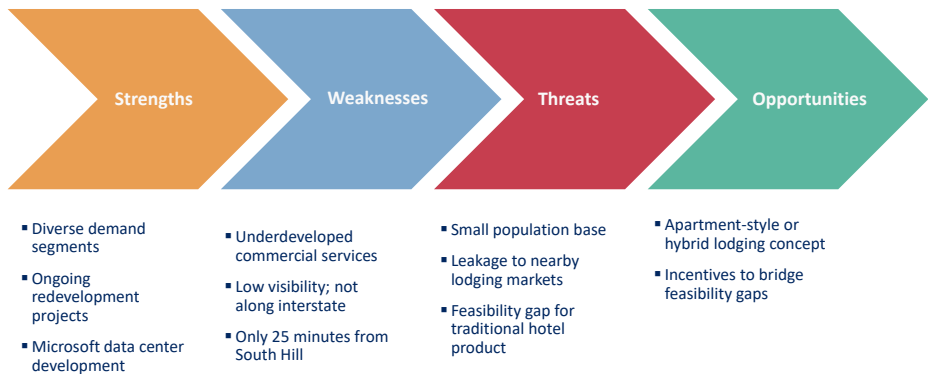 Strengths
Weaknesses
Threats
Opportunities
▪ Diverse demand
segments
▪ Ongoing
redevelopment
projects
▪ Microsoft data center
development
▪ Underdeveloped
commercial services
▪ Low visibility; not
along interstate
▪ Only 25 minutes from
South Hill
▪ Small population base
▪ Leakage to nearby
lodging markets
▪ Feasibility gap for
traditional hotel
product
▪ Apartment-style or
hybrid lodging concept
▪ Incentives to bridge
feasibility gaps